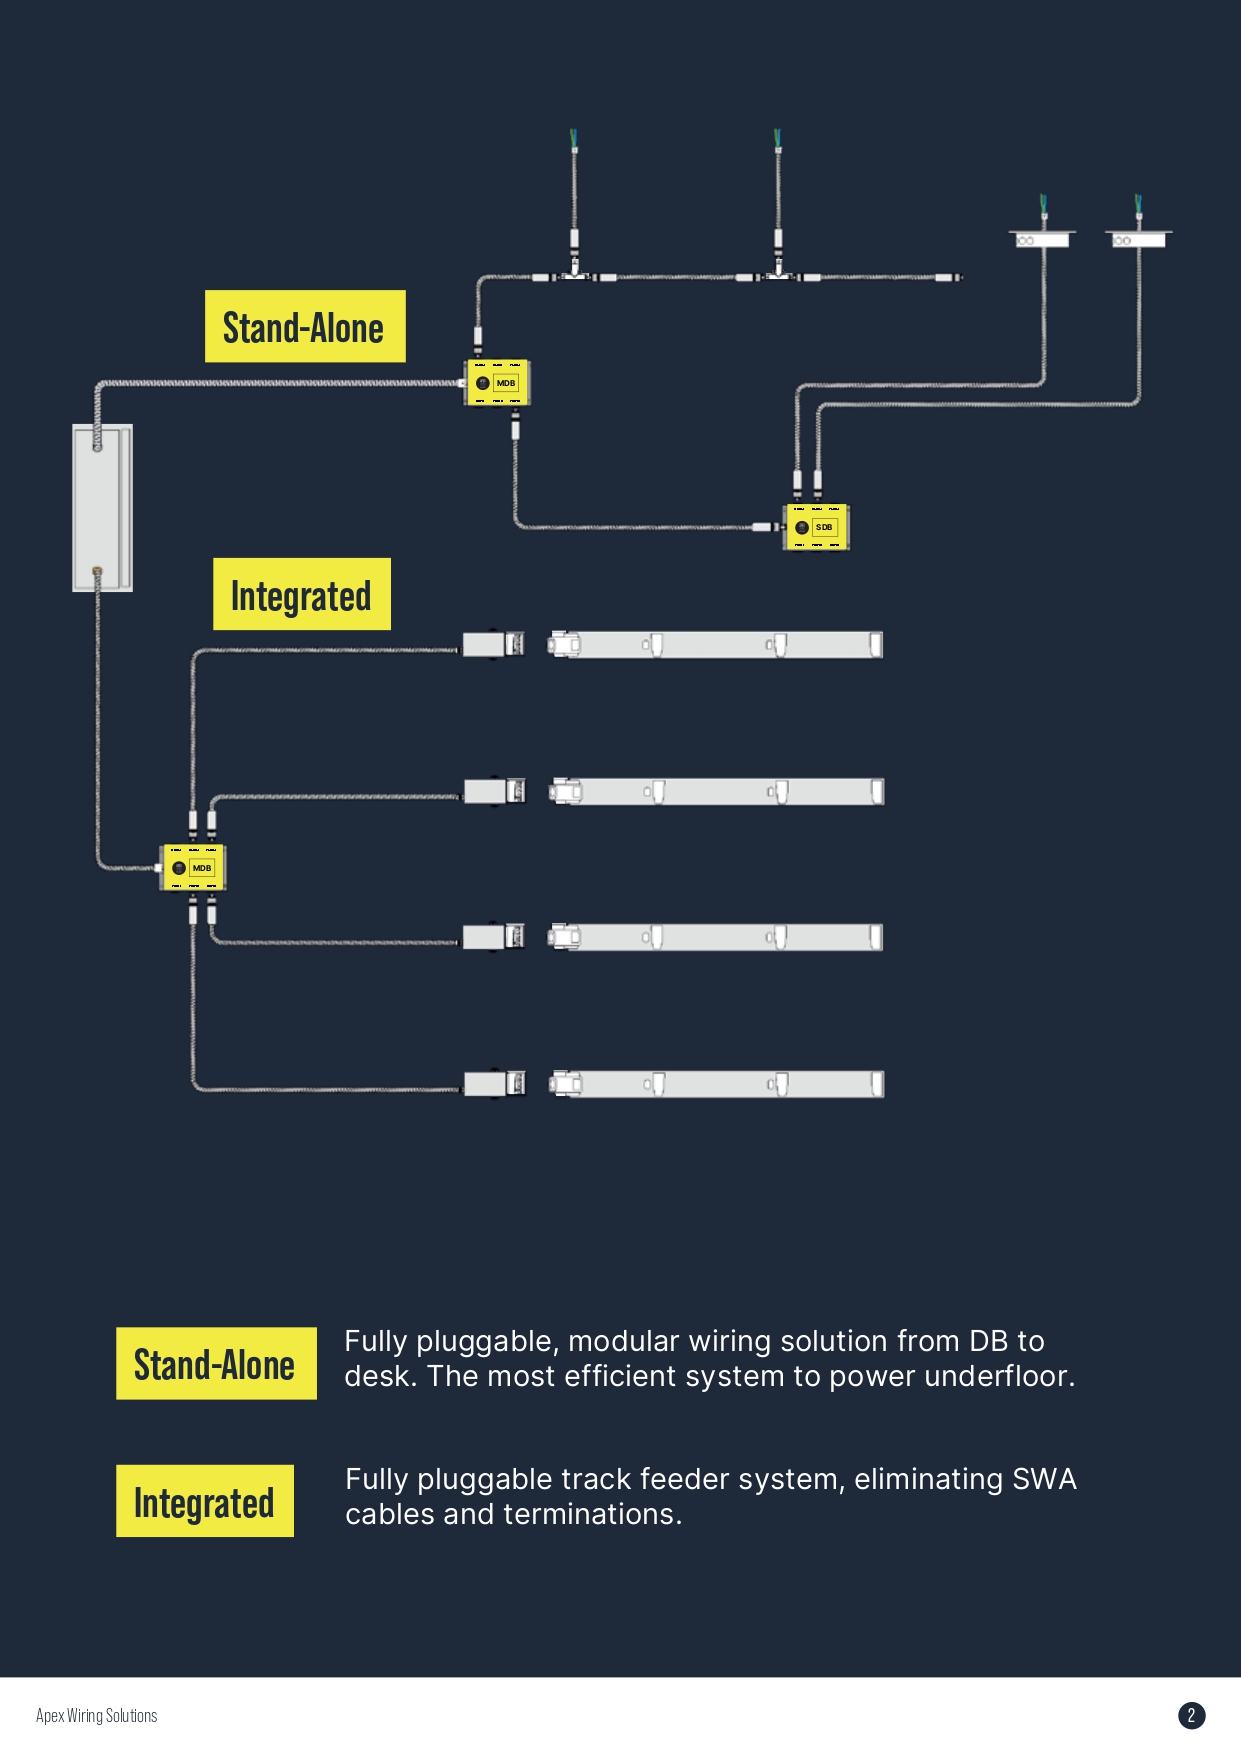 Stand-Alone
MDB
SDB
Integrated
MDB
Stand-Alone
Fully pluggable, modular wiring solution from DB to
desk. The most efficient system to power underfloor.
Integrated
Fully pluggable track feeder system, eliminating SWA
cables and terminations.
Apex Wiring Solutions
2